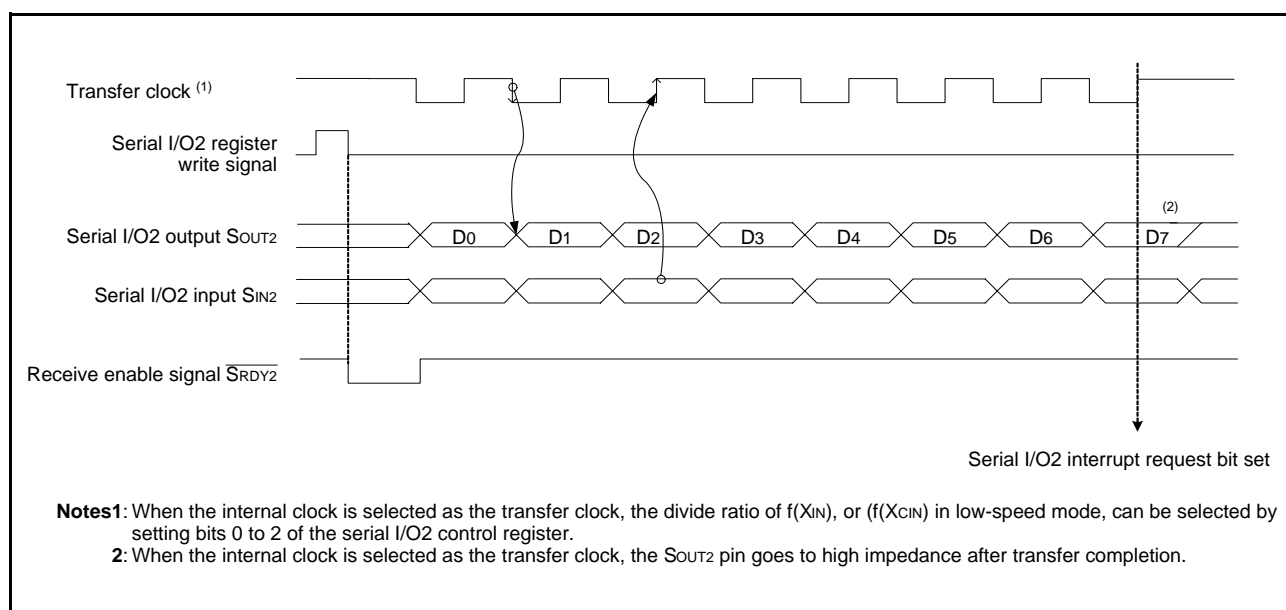 Transfer clock (1)
Serial I/O2 register
write signal
(2)
Serial I/O2 output SOUT2
D0 D1 D2 D3 D4 D5 D6 D7
Serial I/O2 input SIN2
Receive enable signal SRDY2
Serial I/O2 interrupt request bit set
Notes1: When the internal clock is selected as the transfer clock, the divide ratio of f(XIN), or (f(XCIN) in low-speed mode, can be selected by
setting bits 0 to 2 of the serial I/O2 control register.
2: When the internal clock is selected as the transfer clock, the SOUT2 pin goes to high impedance after transfer completion.